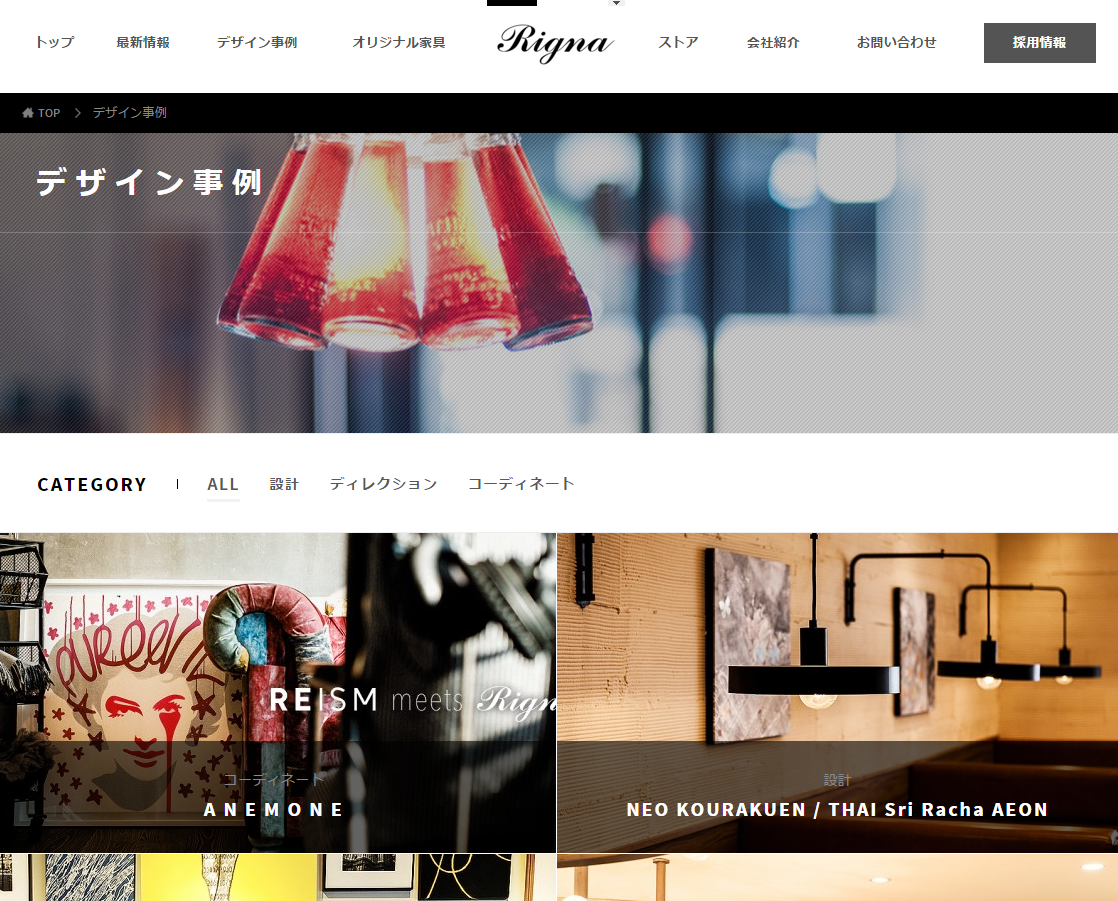 トップ 最新情報 デザイン事例 オリジナル家具 Rigna ストア 会社紹介 お問い合わせ 採用情報
TOP デザイン事例
デザイン事例
CATEGORY ALL 設計 ディレクション コーディネート
QUEEN
REISM meets Rign
コーディネート
ANEMONE
設計
NEO KOURAKUEN / THAI Sri Racha AEON